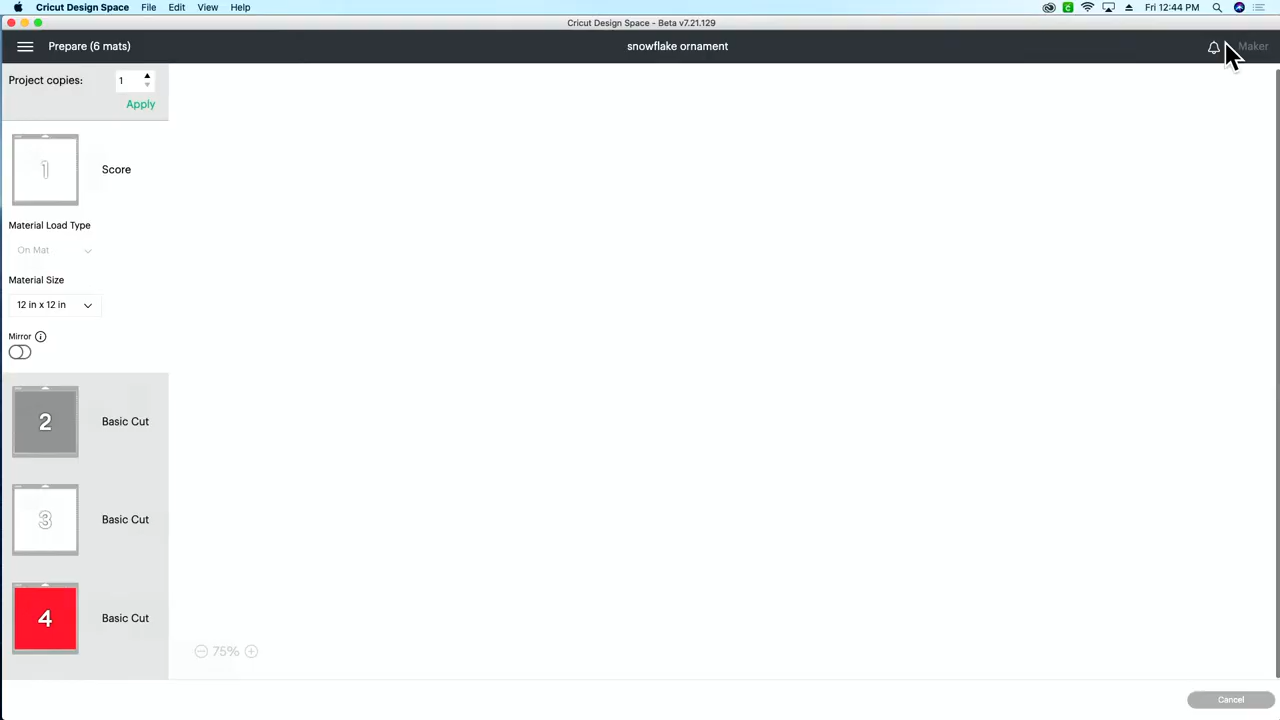 Cricut Design Space File Edit View Help
Fri 12:44 PM
Cricut Design Space - Beta v7.21.129
Prepare (6 mats)
snowflake ornament
Maker
Project copies: 1
Apply
1
Score
Material Load Type
On Mat
Material Size
12 in x 12 in
Mirror
2
Basic Cut
3
Basic Cut
4
Basic Cut
75%
Cancel